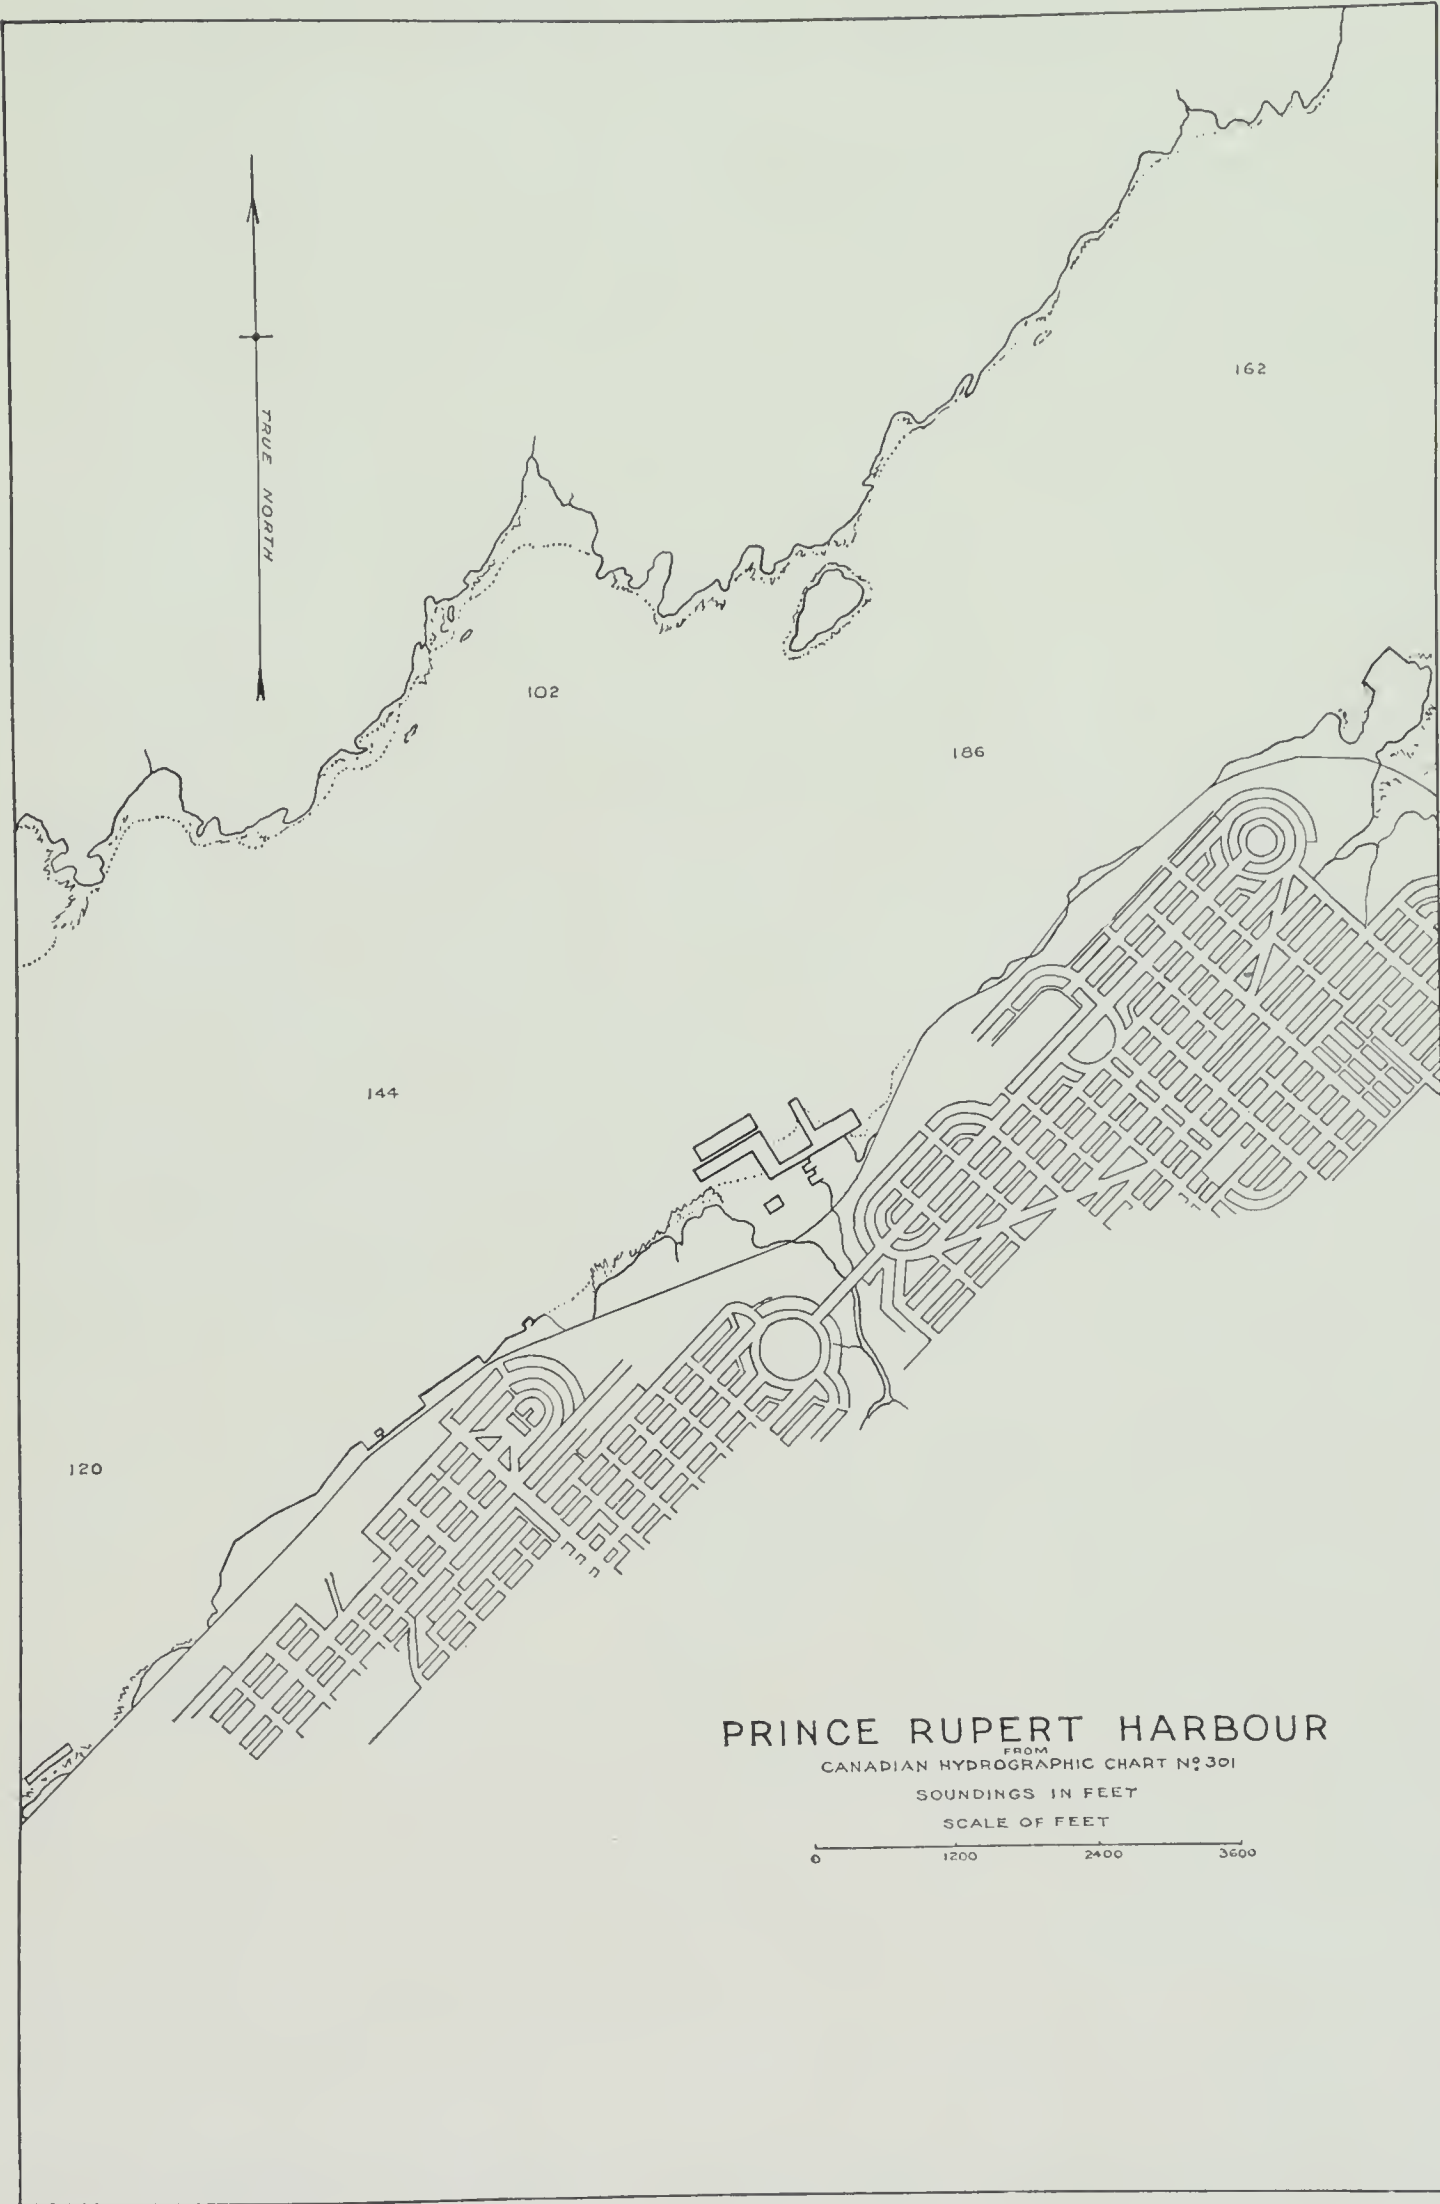 162
TRUE NORTH
102
186
144
120
PRINCE RUPERT HARBOUR
FROM
CANADIAN HYDROGRAPHIC CHART Nº 301
SOUNDINGS IN FEET
SCALE OF FEET
0 1200 2400 3600